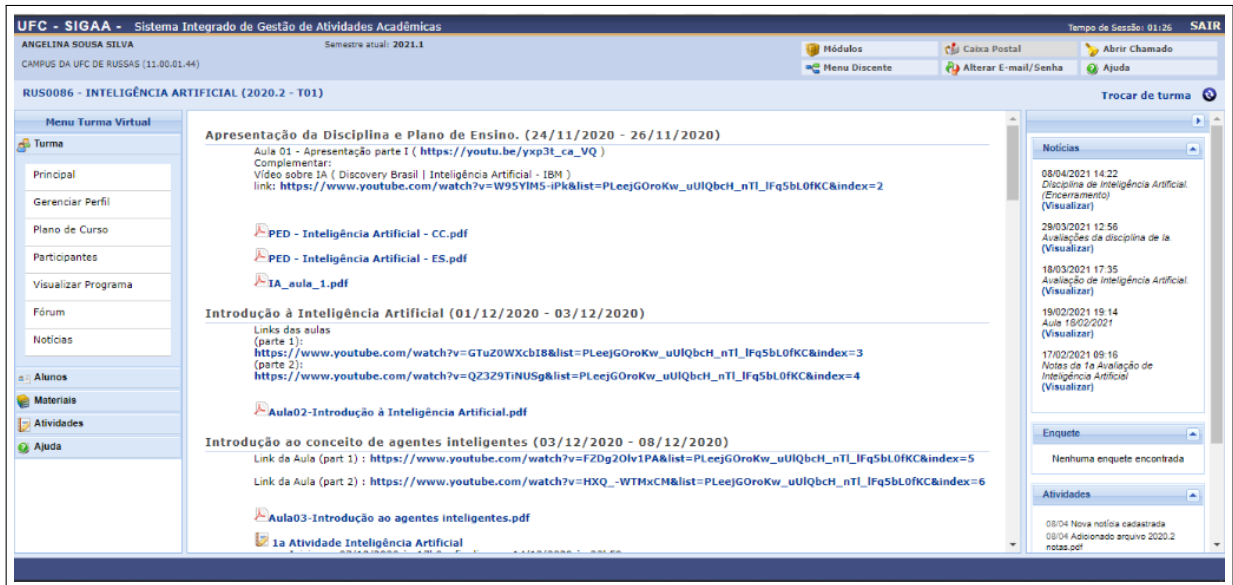 UFC - SIGAA - Sistema Integrado de Gestão de Atividades Acadêmicas
Tempo de Sessão: 01:26 SAIR
ANGELINA SOUSA SILVA
Semestre atual: 2021.1
CAMPUS DA UFC DE RUSSAS (11.00.01.44)
Módulos
Caixa Postal
Abrir Chamado
Menu Discente
Alterar E-mail/Senha
Ajuda
RUS0086 - INTELIGÊNCIA ARTIFICIAL (2020.2 - T01)
Trocar de turma
Menu Turma Virtual
Turma
Principal
Gerenciar Perfil
Plano de Curso
Participantes
Visualizar Programa
Fórum
Notícias
Alunos
Materiais
Atividades
Ajuda
Apresentação da Disciplina e Plano de Ensino. (24/11/2020 - 26/11/2020)
Aula 01 - Apresentação parte I ( https://youtu.be/yxp3t_ca_VQ )
Complementar:
Vídeo sobre IA ( Discovery Brasil | Inteligência Artificial - IBM )
link: https://www.youtube.com/watch?v=W95YlM5-iPk&list=PLeejGOroKw_uUlQbcH_nTl_lFq5bL0fKC&index=2
PED - Inteligência Artificial - CC.pdf
PED - Inteligência Artificial - ES.pdf
IA_aula_1.pdf
Introdução à Inteligência Artificial (01/12/2020 - 03/12/2020)
Links das aulas
(parte 1):
https://www.youtube.com/watch?v=GTuZ0WXcbI8&list=PLeejGOroKw_uUlQbcH_nTl_lFq5bL0fKC&index=3
(parte 2):
https://www.youtube.com/watch?v=QZ3Z9TiNUSg&list=PLeejGOroKw_uUlQbcH_nTl_lFq5bL0fKC&index=4
Aula02-Introdução à Inteligência Artificial.pdf
Introdução ao conceito de agentes inteligentes (03/12/2020 - 08/12/2020)
Link da Aula (part 1) : https://www.youtube.com/watch?v=FZDg2Olv1PA&list=PLeejGOroKw_uUlQbcH_nTl_lFq5bL0fKC&index=5
Link da Aula (part 2) : https://www.youtube.com/watch?v=HXQ_-WTMxCM&list=PLeejGOroKw_uUlQbcH_nTl_lFq5bL0fKC&index=6
Aula03-Introdução ao agentes inteligentes.pdf
1a Atividade Inteligência Artificial
Notícias
08/04/2021 14:22
Disciplina de Inteligência Artificial.
(Encerramento)
(Visualizar)
29/03/2021 12:56
Avaliações da disciplina de Ia.
(Visualizar)
18/03/2021 17:35
Avaliação de Inteligência Artificial.
(Visualizar)
19/02/2021 19:14
Aula 18/02/2021
(Visualizar)
17/02/2021 09:16
Notas da 1a Avaliação de
Inteligência Artificial
(Visualizar)
Enquete
Nenhuma enquete encontrada
Atividades
08/04 Nova notícia cadastrada
08/04 Adicionado arquivo 2020.2
notas.pdf